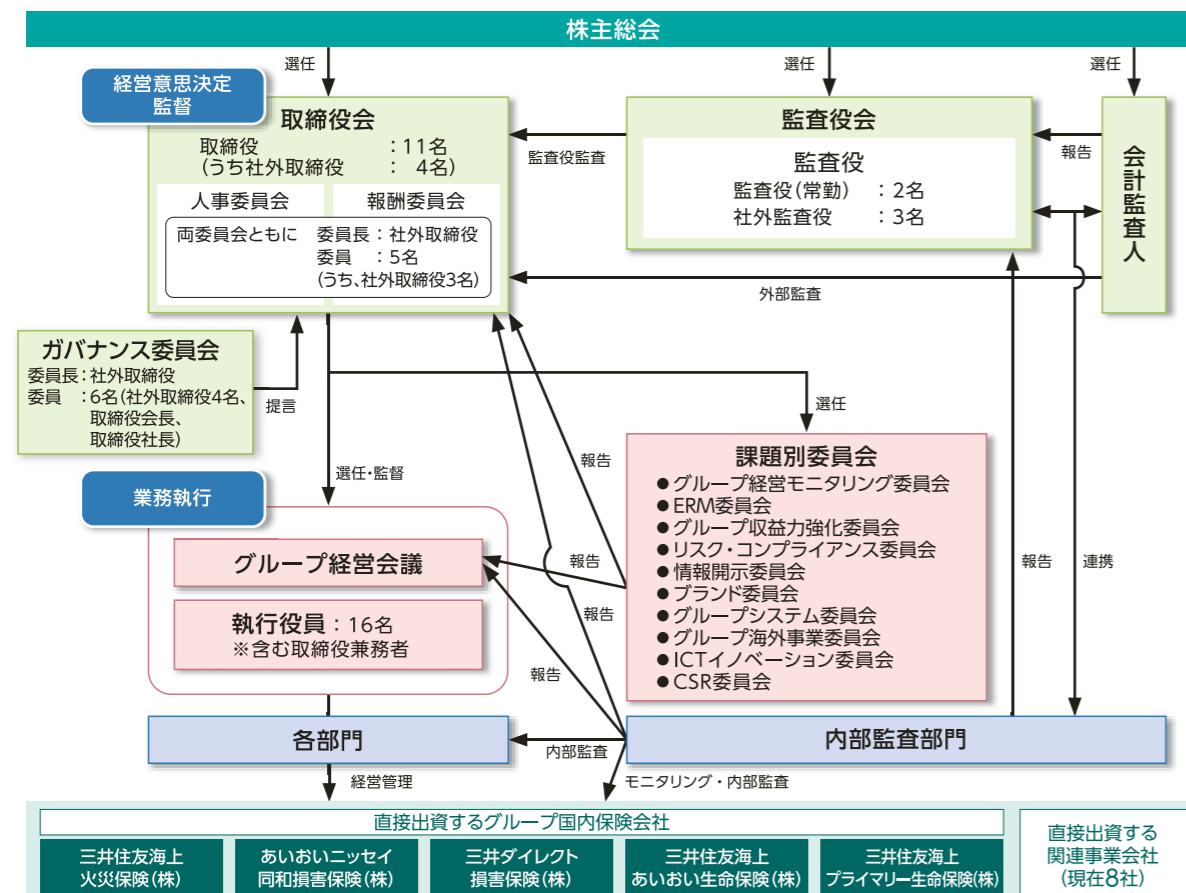 株主総会
選任
選任
選任
経営意思決定
監督
取締役会
取締役　　　　：11名
(うち社外取締役　　：　4名)
人事委員会
報酬委員会
両委員会ともに　委員長：社外取締役
委員　：5名
(うち、社外取締役3名)
監査役監査
監査役会
監査役
監査役(常勤)　：2名
社外監査役　　：3名
報告
会計監査人
外部監査
ガバナンス委員会
委員長：社外取締役
委員　：6名(社外取締役4名、
取締役会長、
取締役社長)
提言
選任
選任・監督
報告
課題別委員会
●グループ経営モニタリング委員会
●ERM委員会
●グループ収益力強化委員会
●リスク・コンプライアンス委員会
●情報開示委員会
●ブランド委員会
●グループシステム委員会
●グループ海外事業委員会
●ICTイノベーション委員会
●CSR委員会
報告
連携
業務執行
グループ経営会議
報告
報告
執行役員：16名
※含む取締役兼務者
報告
各部門
内部監査
内部監査部門
経営管理
モニタリング・内部監査
直接出資するグループ国内保険会社
三井住友海上
火災保険(株)
あいおいニッセイ
同和損害保険(株)
三井ダイレクト
損害保険(株)
三井住友海上
あいおい生命保険(株)
三井住友海上
プライマリー生命保険(株)
直接出資する
関連事業会社
(現在8社)